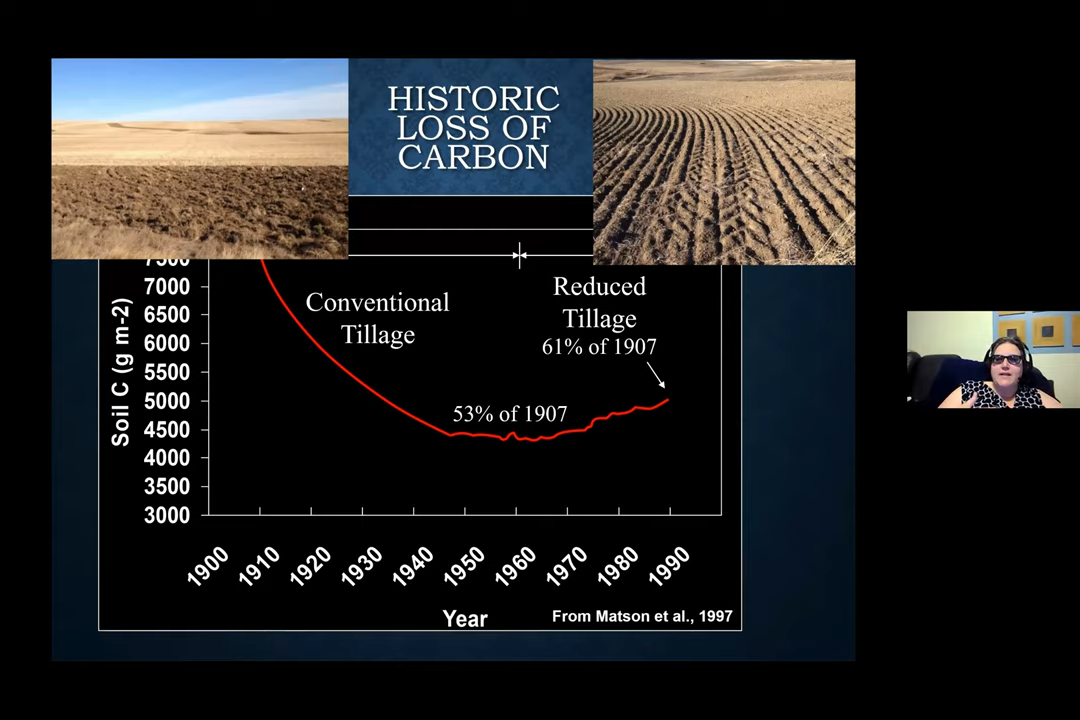 HISTORIC
LOSS OF
CARBON
7500
7000
6500
6000
5500
5000
4500
4000
3500
3000
Soil C (g m-2)
Conventional
Tillage
Reduced
Tillage
61% of 1907
53% of 1907
1900
1910
1920
1930
1940
1950
1960
1970
1980
1990
Year
From Matson et al., 1997